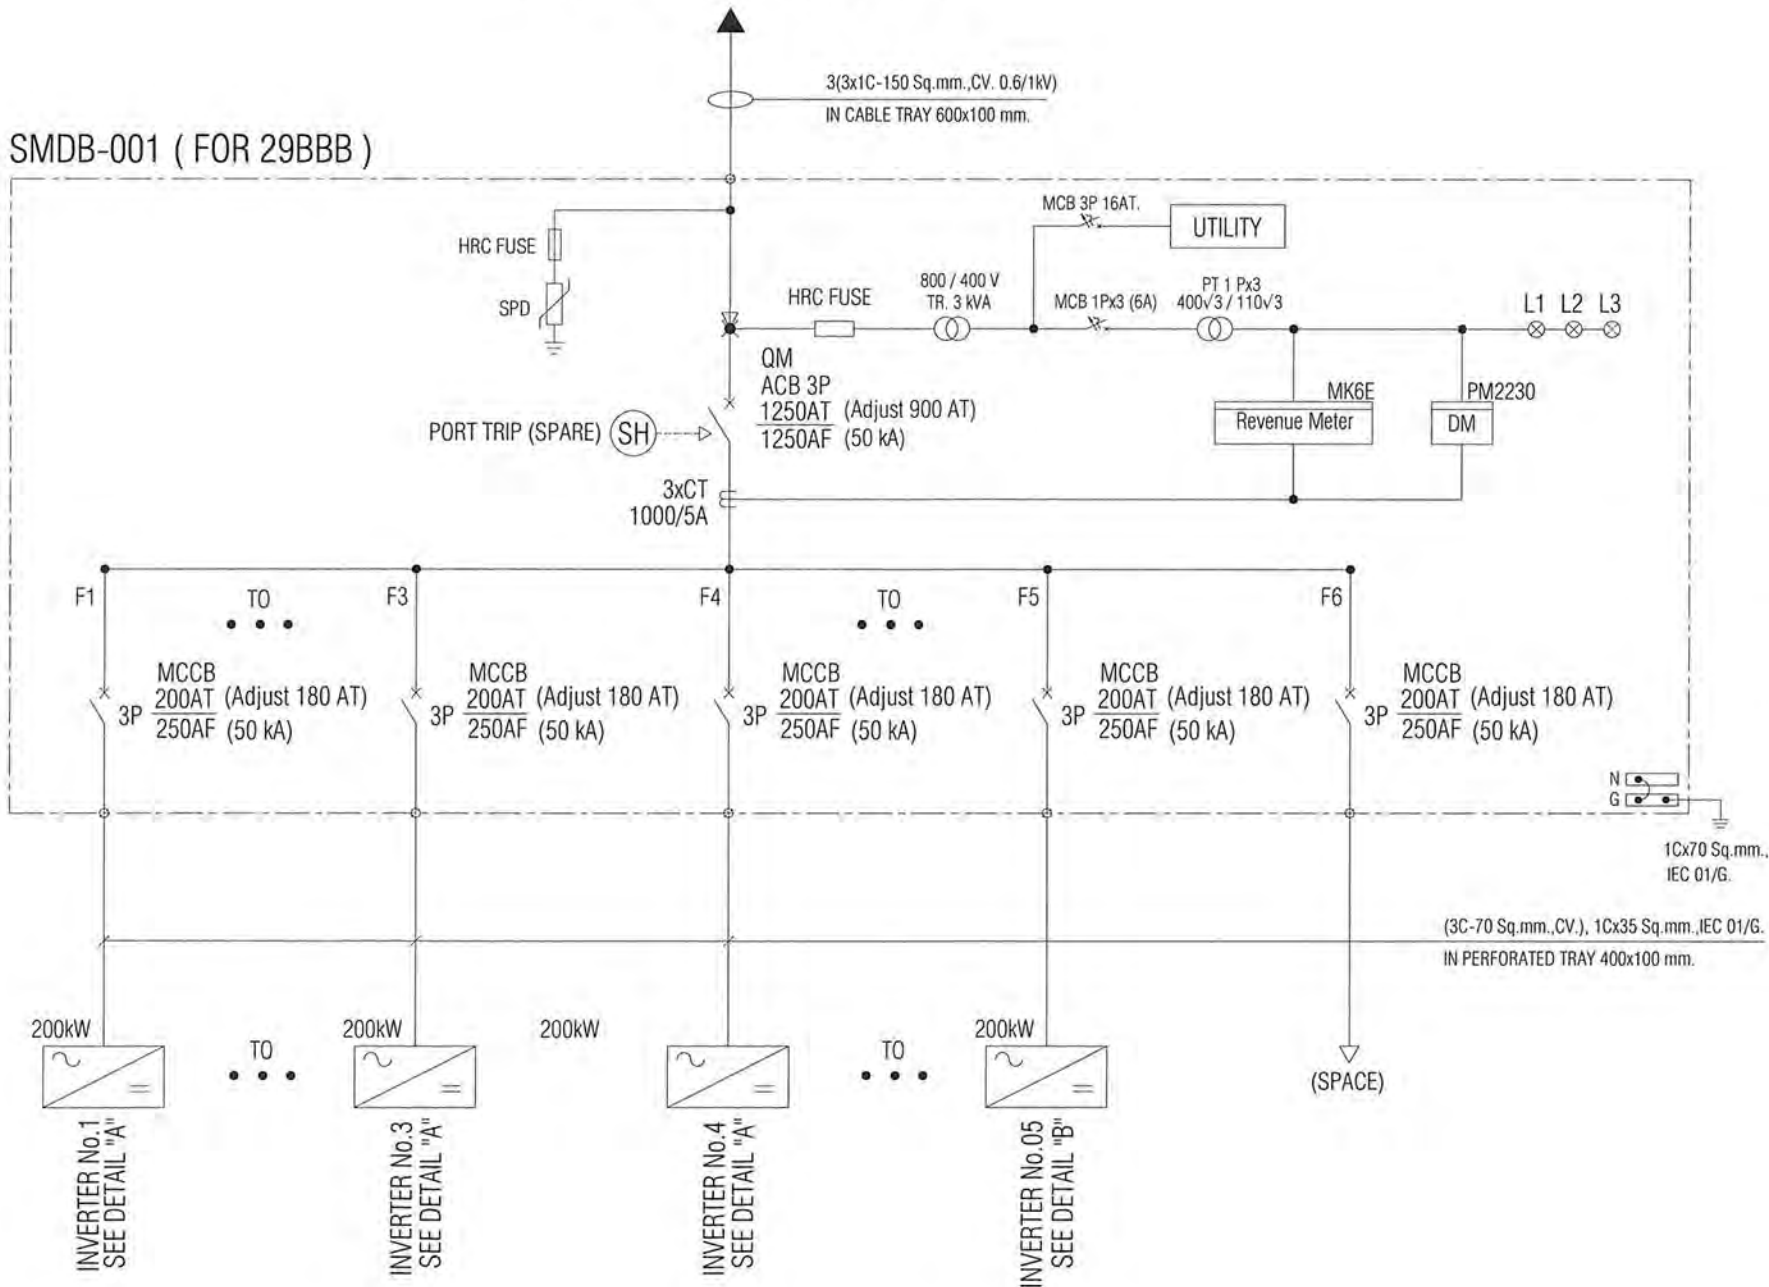 3(3x1C-150 Sq.mm.,CV. 0.6/1kV)
IN CABLE TRAY 600x100 mm.
SMDB-001 ( FOR 29BBB )
HRC FUSE
SPD
MCB 3P 16AT.
UTILITY
HRC FUSE
800 / 400 V
TR. 3 kVA
MCB 1Px3 (6A)
PT 1 Px3
400√3 / 110√3
L1 L2 L3
QM
ACB 3P
1250AT (Adjust 900 AT)
1250AF (50 kA)
PORT TRIP (SPARE) SH
MK6E
Revenue Meter
PM2230
DM
3xCT
1000/5A
F1 TO F3 F4 TO F5 F6
MCCB
3P 200AT (Adjust 180 AT)
250AF (50 kA)
MCCB
3P 200AT (Adjust 180 AT)
250AF (50 kA)
MCCB
3P 200AT (Adjust 180 AT)
250AF (50 kA)
MCCB
3P 200AT (Adjust 180 AT)
250AF (50 kA)
MCCB
3P 200AT (Adjust 180 AT)
250AF (50 kA)
N
G
1Cx70 Sq.mm.,
IEC 01/G.
(3C-70 Sq.mm.,CV.), 1Cx35 Sq.mm.,IEC 01/G.
IN PERFORATED TRAY 400x100 mm.
200kW TO 200kW 200kW TO 200kW
(SPACE)
INVERTER No.1
SEE DETAIL "A"
INVERTER No.3
SEE DETAIL "A"
INVERTER No.4
SEE DETAIL "A"
INVERTER No.05
SEE DETAIL "B"